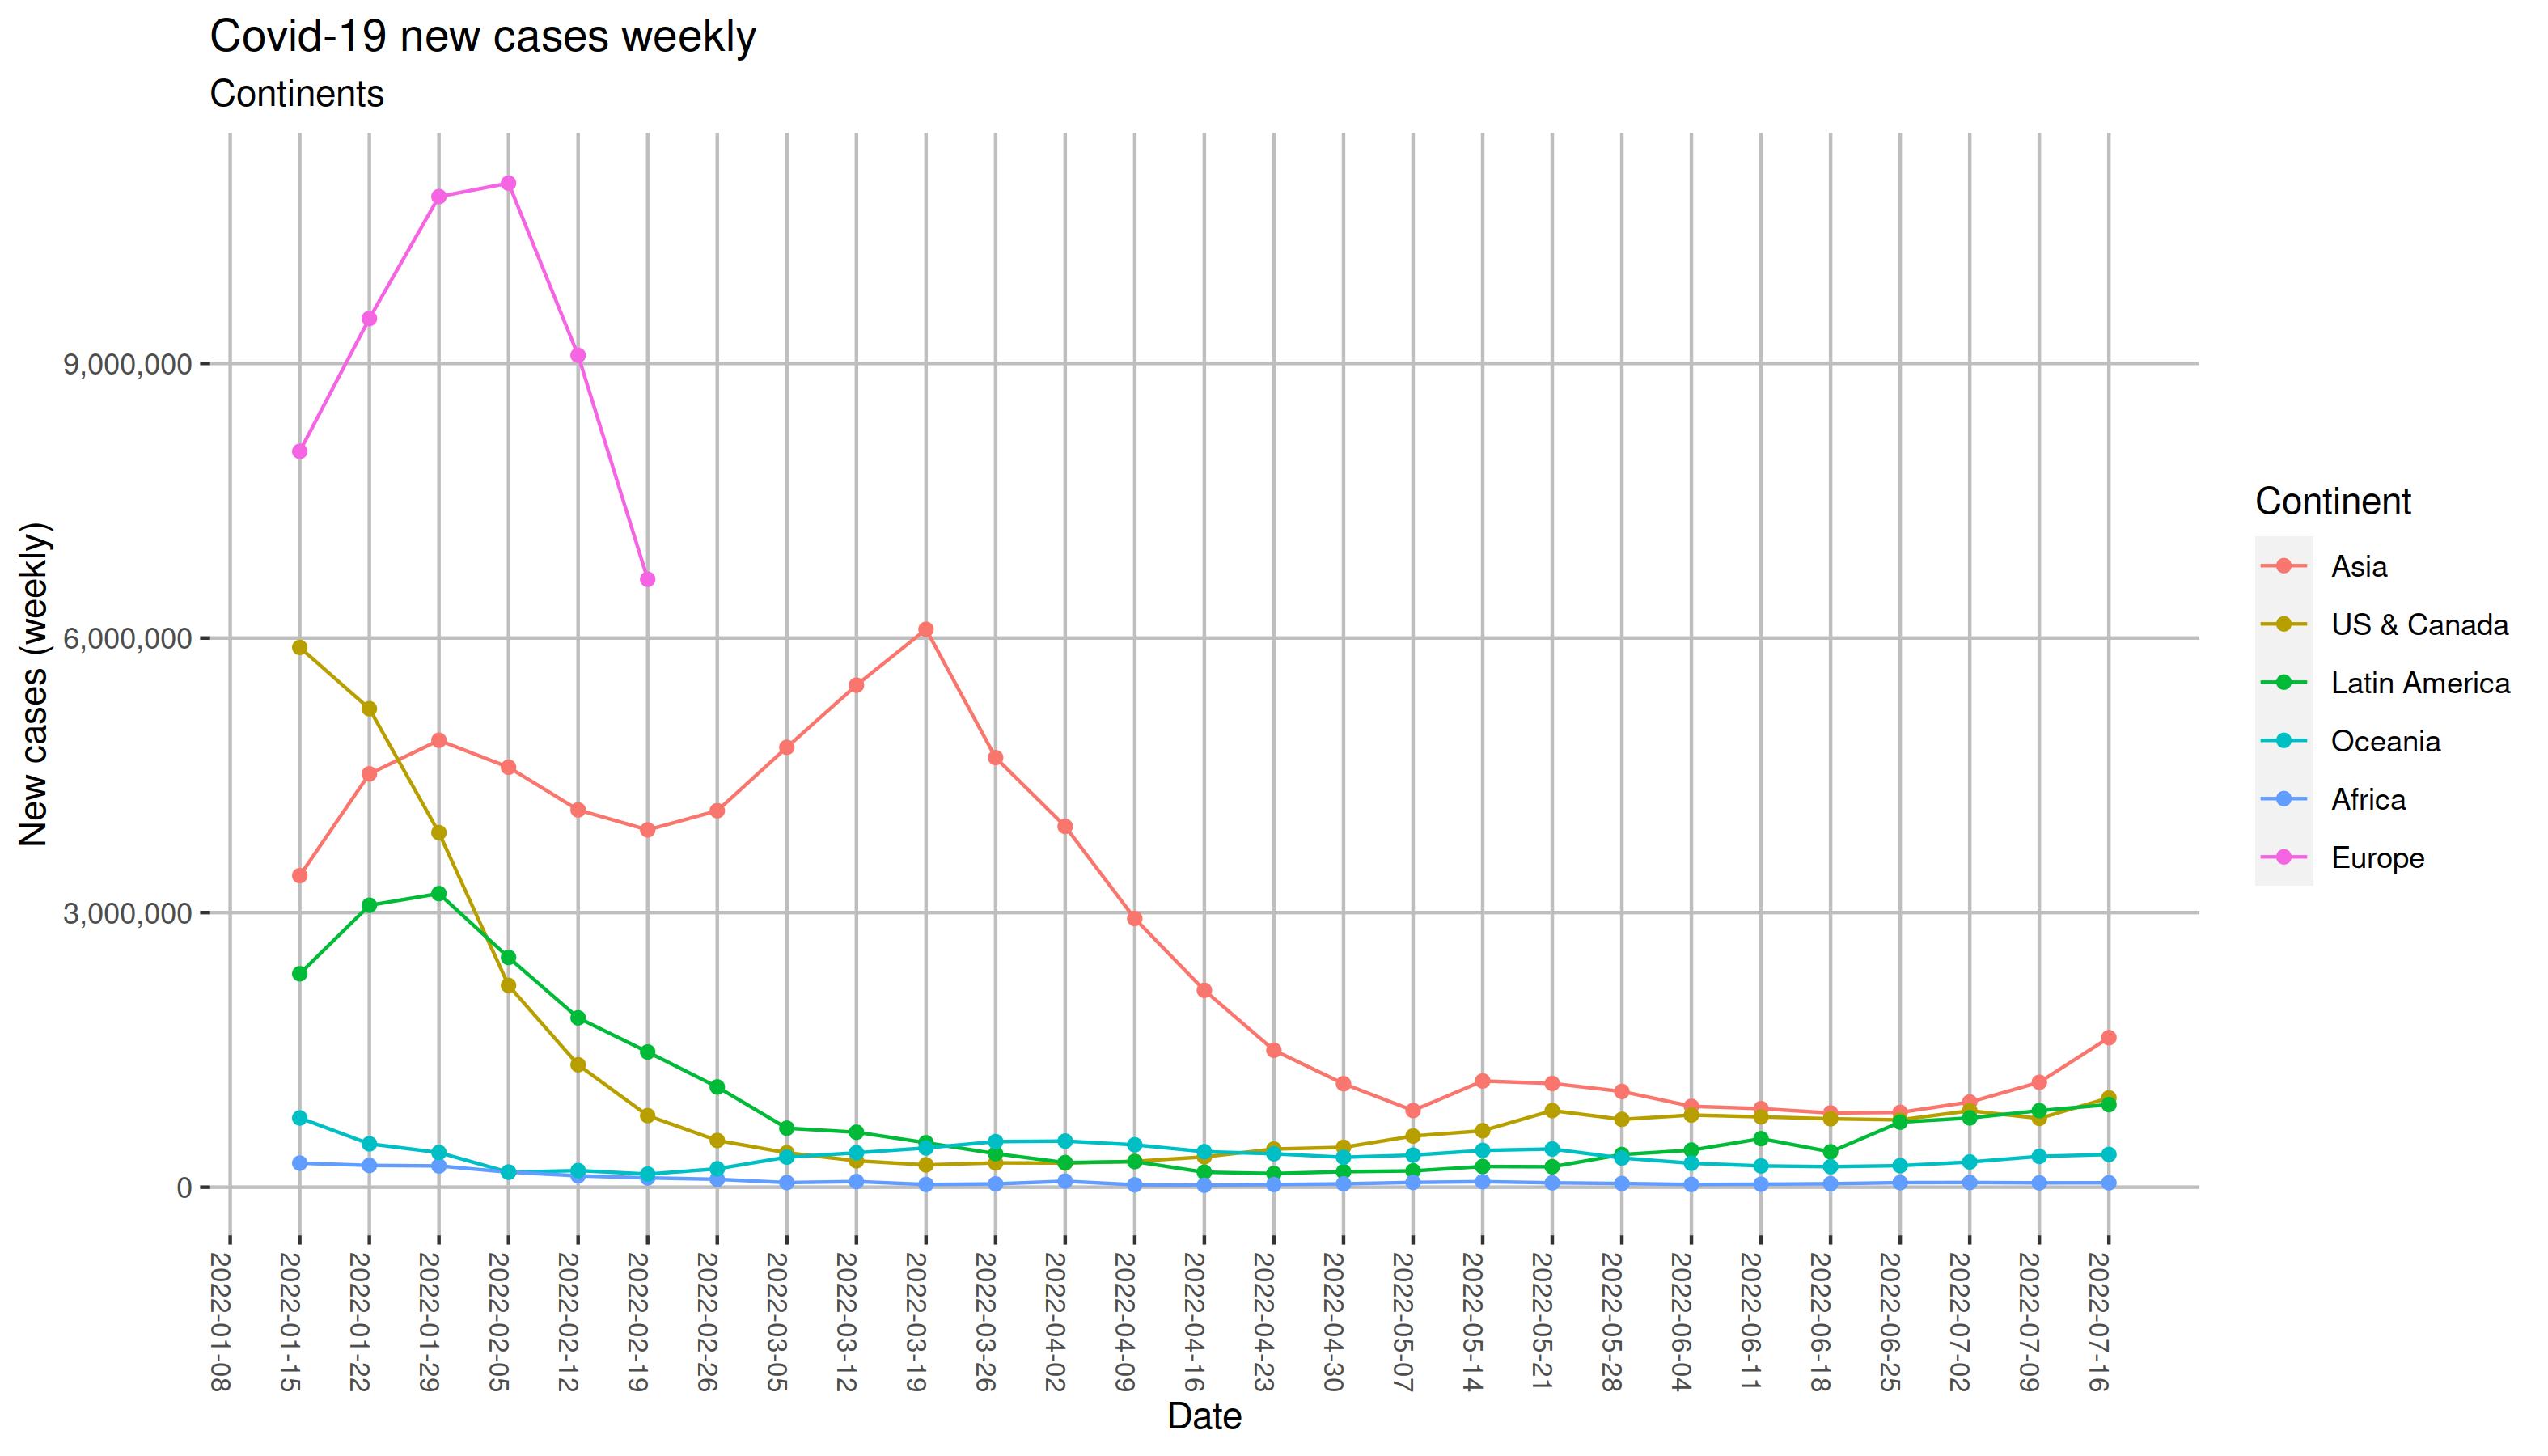 Covid-19 new cases weekly
Continents
New cases (weekly)
9,000,000
6,000,000
3,000,000
0
2022-01-08
2022-01-15
2022-01-22
2022-01-29
2022-02-05
2022-02-12
2022-02-19
2022-02-26
2022-03-05
2022-03-12
2022-03-19
2022-03-26
2022-04-02
2022-04-09
2022-04-16
2022-04-23
2022-04-30
2022-05-07
2022-05-14
2022-05-21
2022-05-28
2022-06-04
2022-06-11
2022-06-18
2022-06-25
2022-07-02
2022-07-09
2022-07-16
Date
Continent
Asia
US & Canada
Latin America
Oceania
Africa
Europe